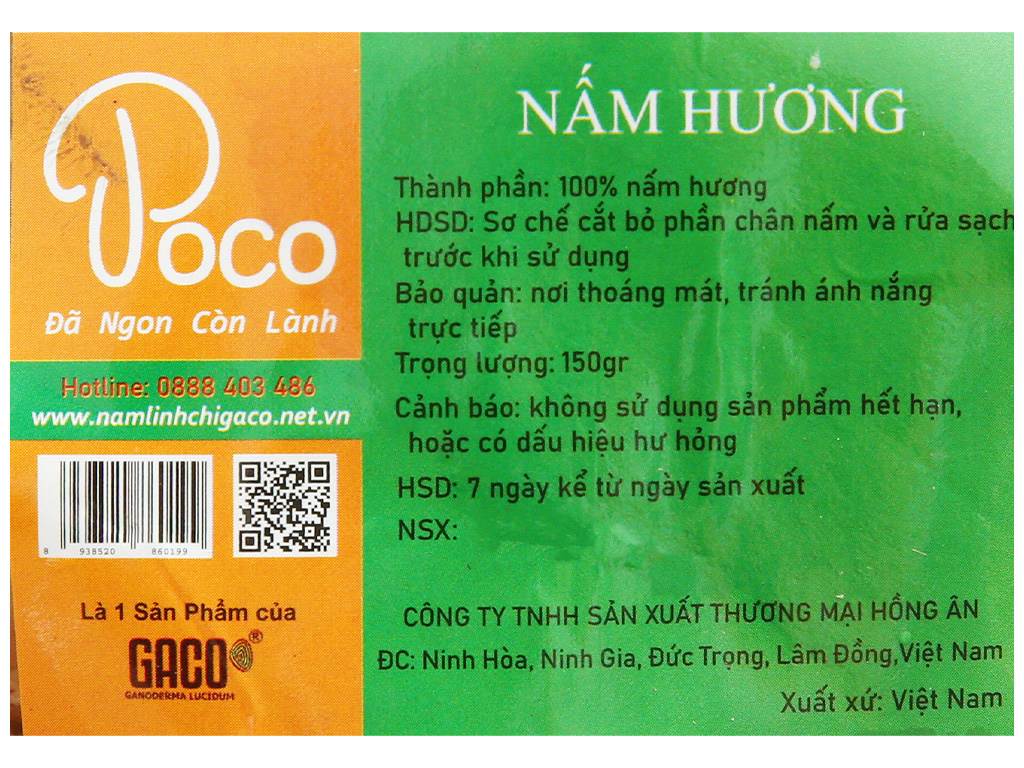 Poco
Đã Ngon Còn Lành
Hotline: 0888 403 486
www.namlinhchigaco.net.vn
8 938520 860199
Là 1 Sản Phẩm của
GACO®
GANODERMA LUCIDUM
NẤM HƯƠNG
Thành phần: 100% nấm hương
HDSD: Sơ chế cắt bỏ phần chân nấm và rửa sạch
trước khi sử dụng
Bảo quản: nơi thoáng mát, tránh ánh nắng
trực tiếp
Trọng lượng: 150gr
Cảnh báo: không sử dụng sản phẩm hết hạn,
hoặc có dấu hiệu hư hỏng
HSD: 7 ngày kể từ ngày sản xuất
NSX:
CÔNG TY TNHH SẢN XUẤT THƯƠNG MẠI HỒNG ÂN
ĐC: Ninh Hòa, Ninh Gia, Đức Trọng, Lâm Đồng,Việt Nam
Xuất xứ: Việt Nam